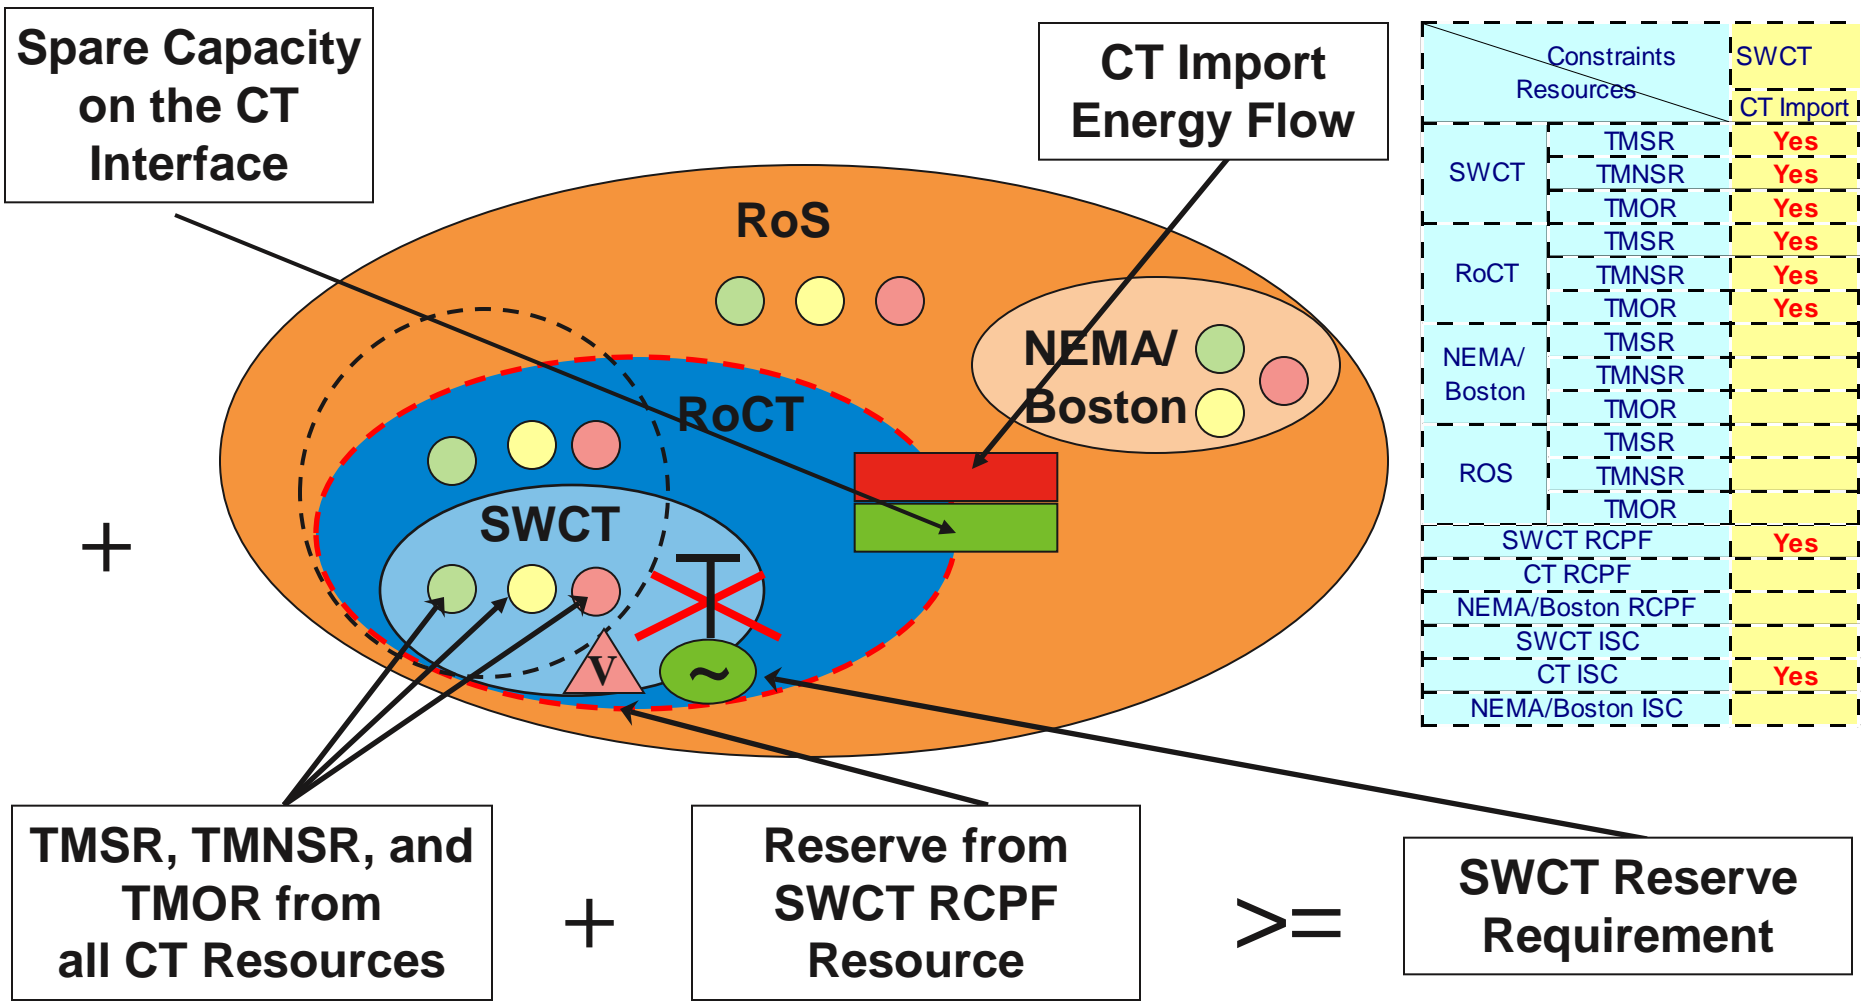 Spare Capacity
on the CT
Interface
CT Import
Energy Flow
RoS
NEMA/
Boston
RoCT
SWCT
V
~
+
TMSR, TMNSR, and
TMOR from
all CT Resources
+
Reserve from
SWCT RCPF
Resource
>=
SWCT Reserve
Requirement
Constraints SWCT
Resources
CT Import
SWCT TMSR Yes
TMNSR Yes
TMOR Yes
RoCT TMSR Yes
TMNSR Yes
TMOR Yes
NEMA/
Boston TMSR
TMNSR
TMOR
ROS TMSR
TMNSR
TMOR
SWCT RCPF Yes
CT RCPF
NEMA/Boston RCPF
SWCT ISC
CT ISC Yes
NEMA/Boston ISC